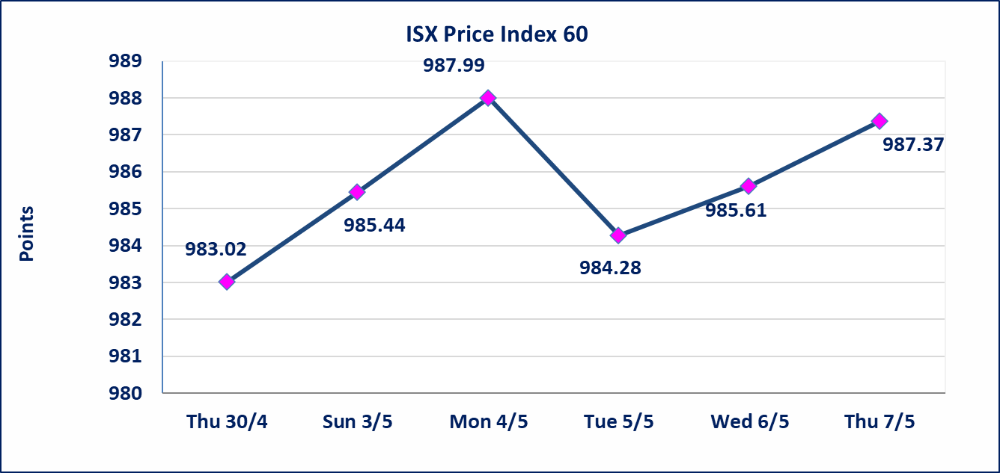 ISX Price Index 60
Points
989
988
987
986
985
984
983
982
981
980
983.02
985.44
987.99
984.28
985.61
987.37
Thu 30/4
Sun 3/5
Mon 4/5
Tue 5/5
Wed 6/5
Thu 7/5